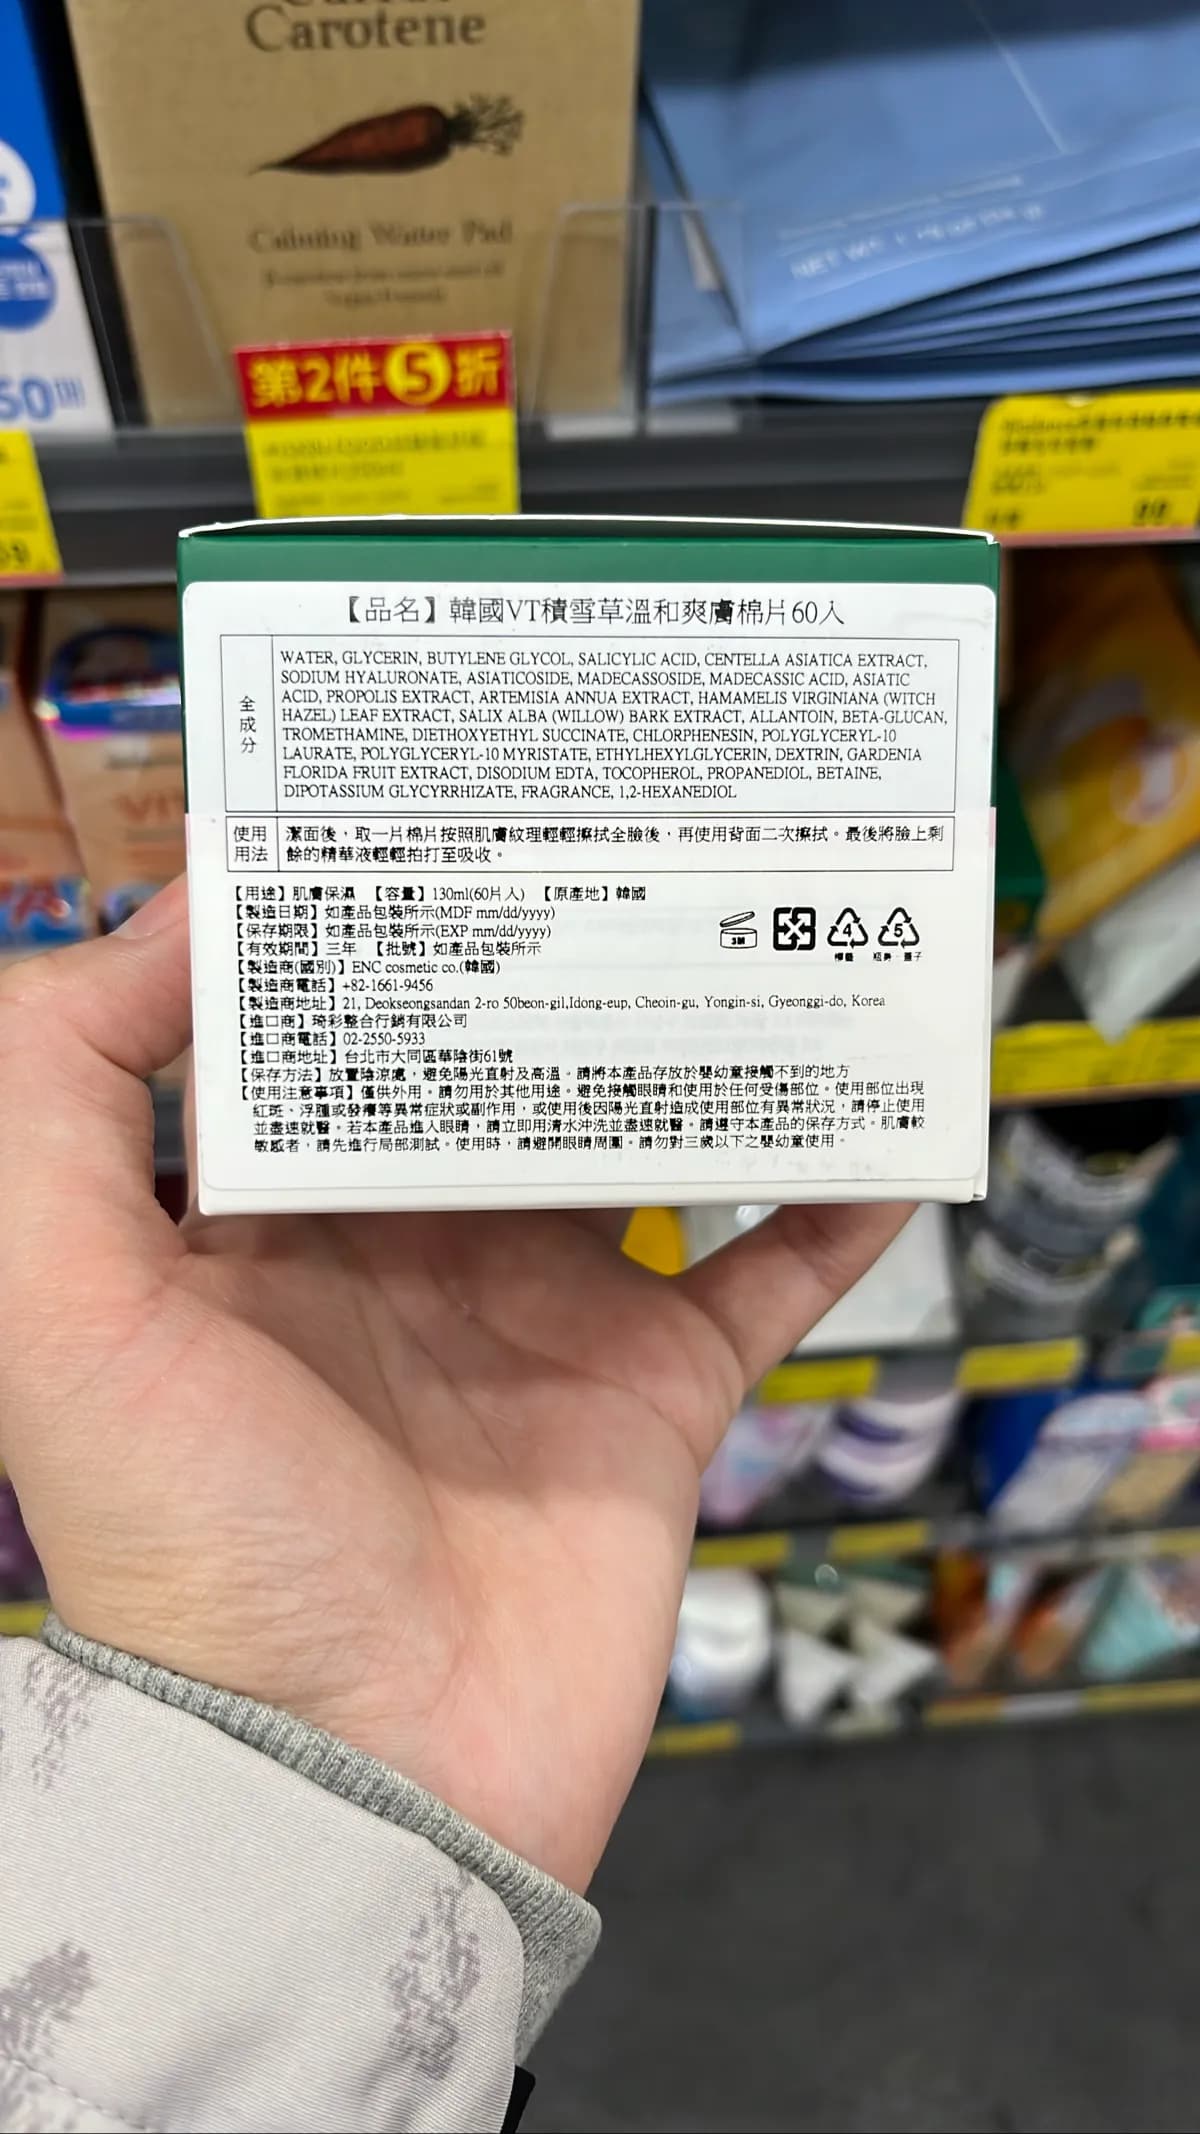 Carotene
Calming Water Pad
第2件5折
NET WT.
【品名】韓國VT積雪草溫和爽膚棉片60入
全成分
WATER, GLYCERIN, BUTYLENE GLYCOL, SALICYLIC ACID, CENTELLA ASIATICA EXTRACT,
SODIUM HYALURONATE, ASIATICOSIDE, MADECASSOSIDE, MADECASSIC ACID, ASIATIC
ACID, PROPOLIS EXTRACT, ARTEMISIA ANNUA EXTRACT, HAMAMELIS VIRGINIANA (WITCH
HAZEL) LEAF EXTRACT, SALIX ALBA (WILLOW) BARK EXTRACT, ALLANTOIN, BETA-GLUCAN,
TROMETHAMINE, DIETHOXYETHYL SUCCINATE, CHLORPHENESIN, POLYGLYCERYL-10
LAURATE, POLYGLYCERYL-10 MYRISTATE, ETHYLHEXYLGLYCERIN, DEXTRIN, GARDENIA
FLORIDA FRUIT EXTRACT, DISODIUM EDTA, TOCOPHEROL, PROPANEDIOL, BETAINE,
DIPOTASSIUM GLYCYRRHIZATE, FRAGRANCE, 1,2-HEXANEDIOL
使用用法
潔面後，取一片棉片按照肌膚紋理輕輕擦拭全臉後，再使用背面二次擦拭。最後將臉上剩
餘的精華液輕輕拍打至吸收。
【用途】肌膚保濕 【容量】130ml(60片入) 【原產地】韓國
【製造日期】如產品包裝所示(MDF mm/dd/yyyy)
【保存期限】如產品包裝所示(EXP mm/dd/yyyy)
【有效期間】三年 【批號】如產品包裝所示
【製造商(國別)】ENC cosmetic co.(韓國)
【製造商電話】+82-1661-9456
【製造商地址】21, Deokseongsandan 2-ro 50beon-gil,Idong-eup, Cheoin-gu, Yongin-si, Gyeonggi-do, Korea
【進口商】琦彩整合行銷有限公司
【進口商電話】02-2550-5933
【進口商地址】台北市大同區華陰街61號
【保存方法】放置陰涼處，避免陽光直射及高溫。請將本產品存放於嬰幼童接觸不到的地方
【使用注意事項】僅供外用。請勿用於其他用途。避免接觸眼睛和使用於任何受傷部位。使用部位出現
紅斑、浮腫或發癢等異常症狀或副作用，或使用後因陽光直射造成使用部位有異常狀況，請停止使用
並盡速就醫。若本產品進入眼睛，請立即用清水沖洗並盡速就醫。請遵守本產品的保存方式。肌膚較
敏感者，請先進行局部測試。使用時，請避開眼睛周圍。請勿對三歲以下之嬰幼童使用。
3M
4
5
瓶身、蓋子